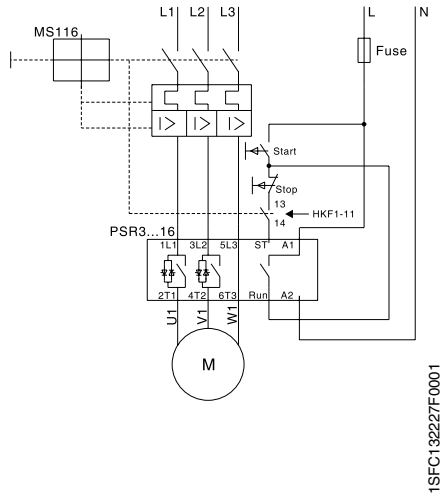 L1 L2 L3 L N
MS116
Fuse
Start
Stop
13
HKF1-11
14
PSR3...16
1L1 3L2 5L3 ST A1
2T1 4T2 6T3 Run A2
U1 V1 W1
M
1SFC132227F0001